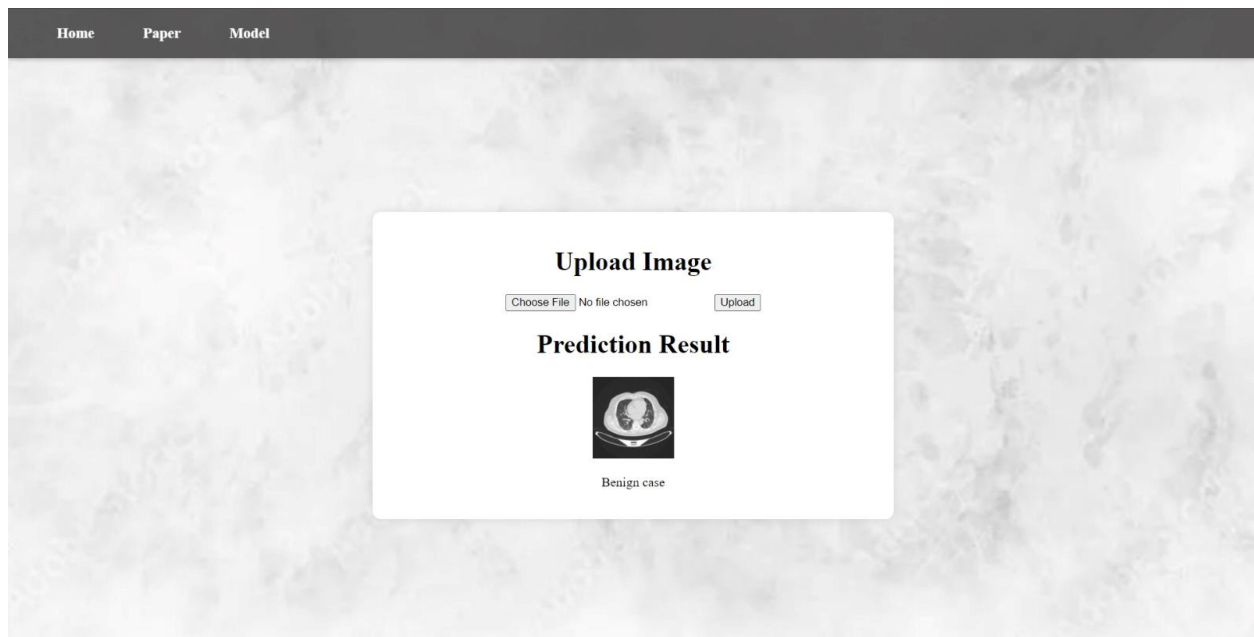 Home Paper Model
Upload Image
Choose File No file chosen Upload
Prediction Result
Benign case